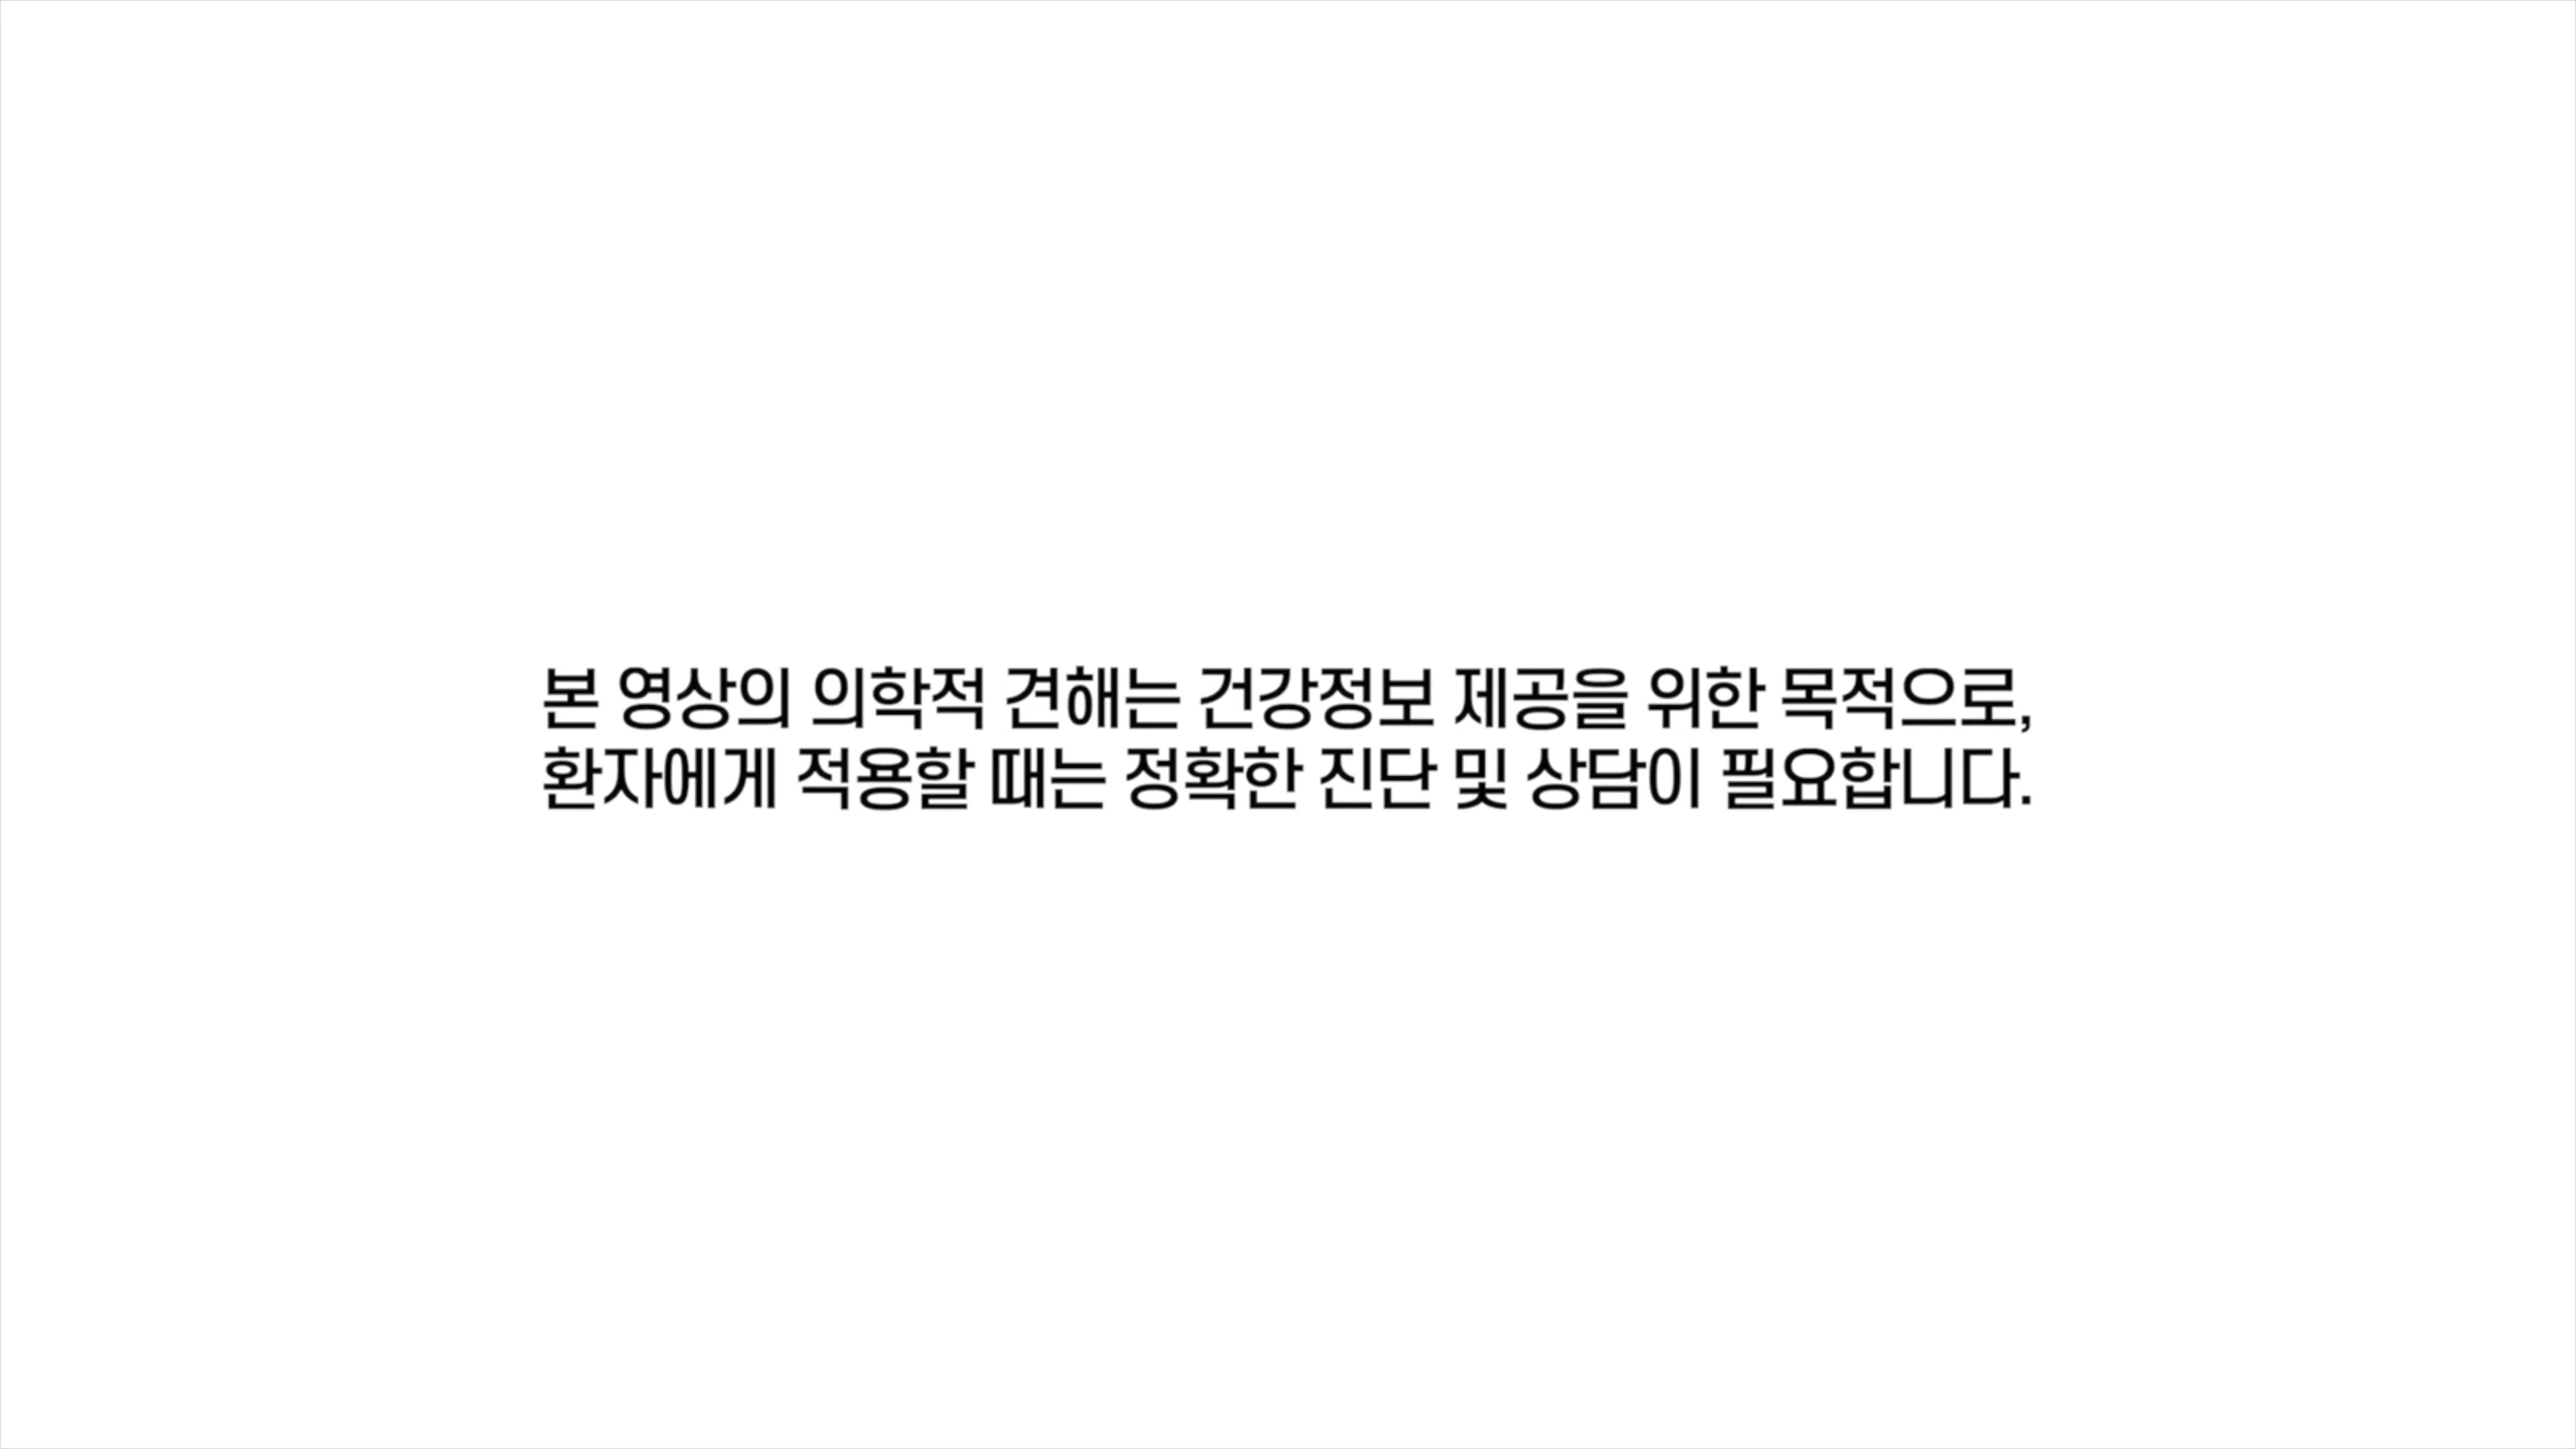 본 영상의 의학적 견해는 건강정보 제공을 위한 목적으로,
환자에게 적용할 때는 정확한 진단 및 상담이 필요합니다.